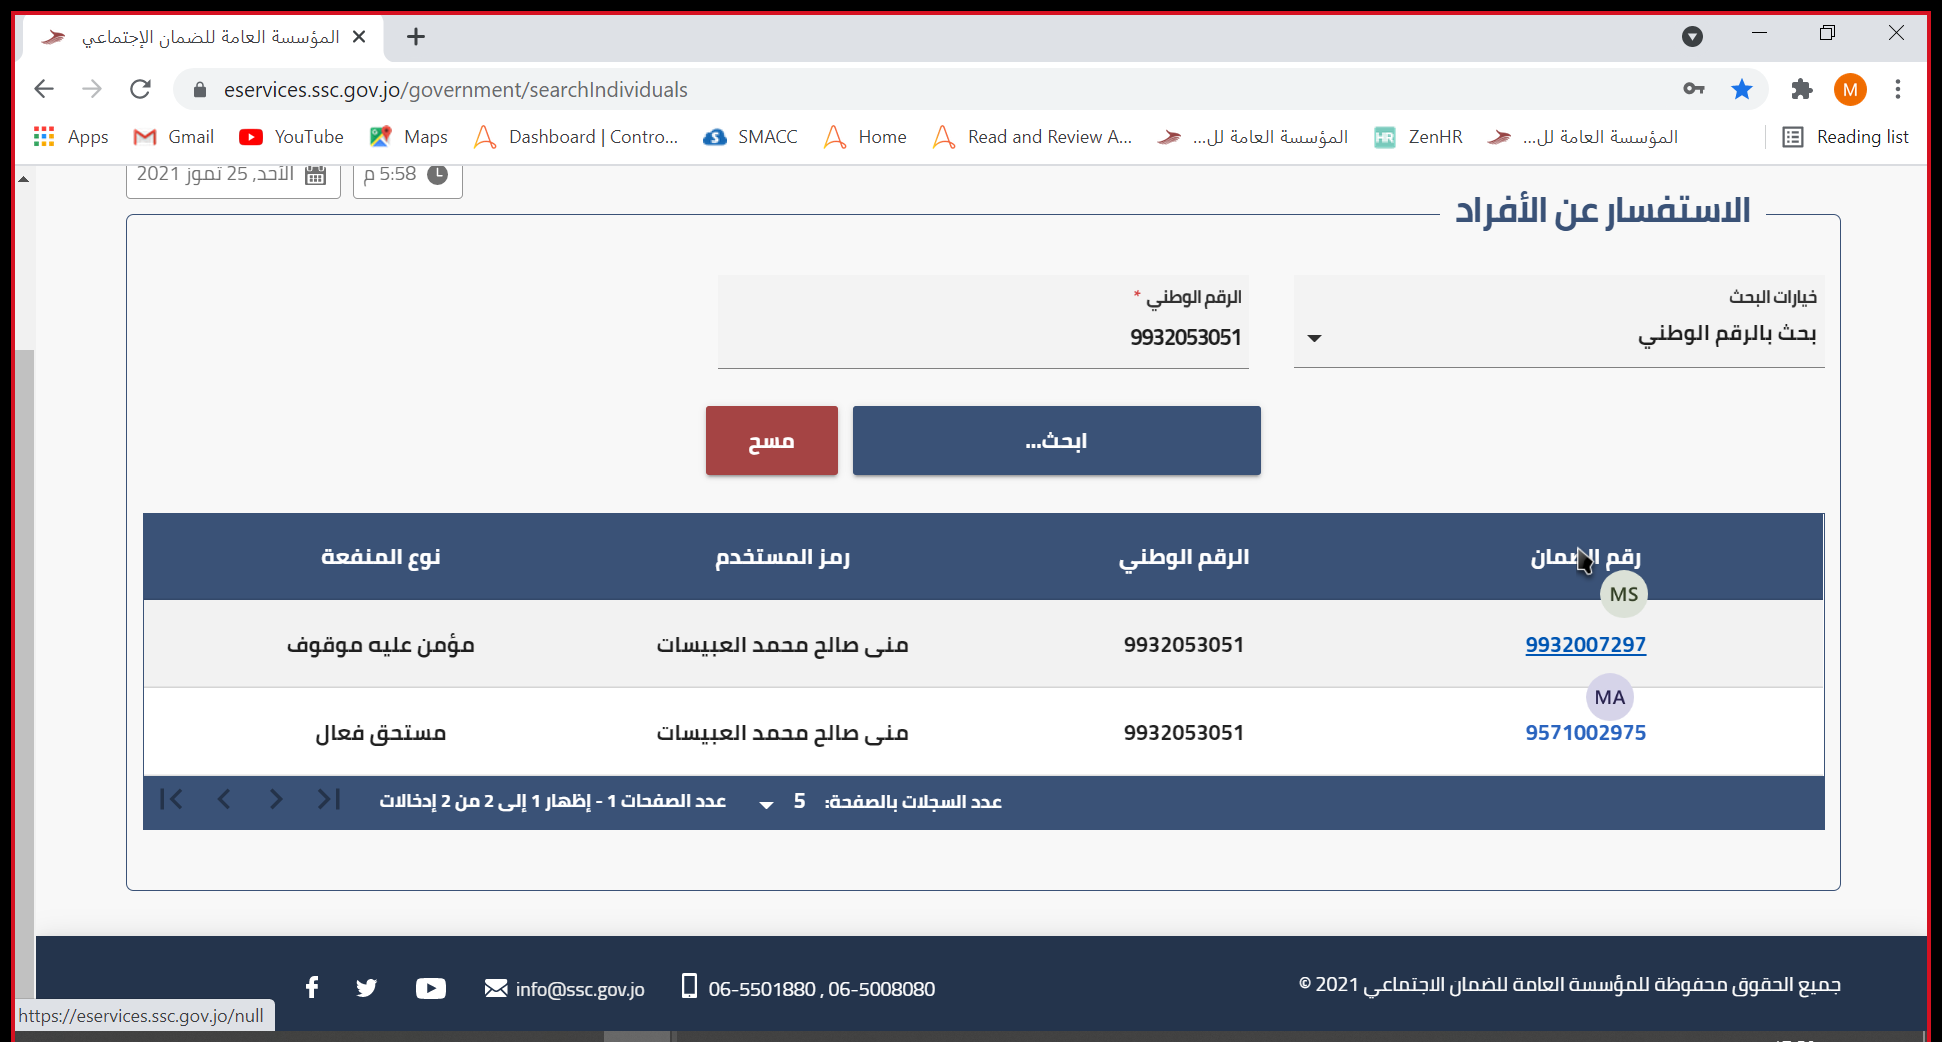 المؤسسة العامة للضمان الإجتماعي
eservices.ssc.gov.jo/government/searchIndividuals
M
Apps Gmail YouTube Maps Dashboard | Contro... SMACC Home Read and Review A... المؤسسة العامة لل... HR ZenHR المؤسسة العامة لل... Reading list
5:58 م الأحد, 25 تموز 2021
الاستفسار عن الأفراد
خيارات البحث الرقم الوطني *
بحث بالرقم الوطني 9932053051
ابحث... مسح
رقم الضمان الرقم الوطني رمز المستخدم نوع المنفعة
MS
9932007297 9932053051 منى صالح محمد العبيسات مؤمن عليه موقوف
MA
9571002975 9932053051 منى صالح محمد العبيسات مستحق فعال
عدد السجلات بالصفحة: 5 عدد الصفحات 1 - إظهار 1 إلى 2 من 2 إدخالات
جميع الحقوق محفوظة للمؤسسة العامة للضمان الاجتماعي 2021 ©
06-5501880 , 06-5008080
info@ssc.gov.jo
https://eservices.ssc.gov.jo/null